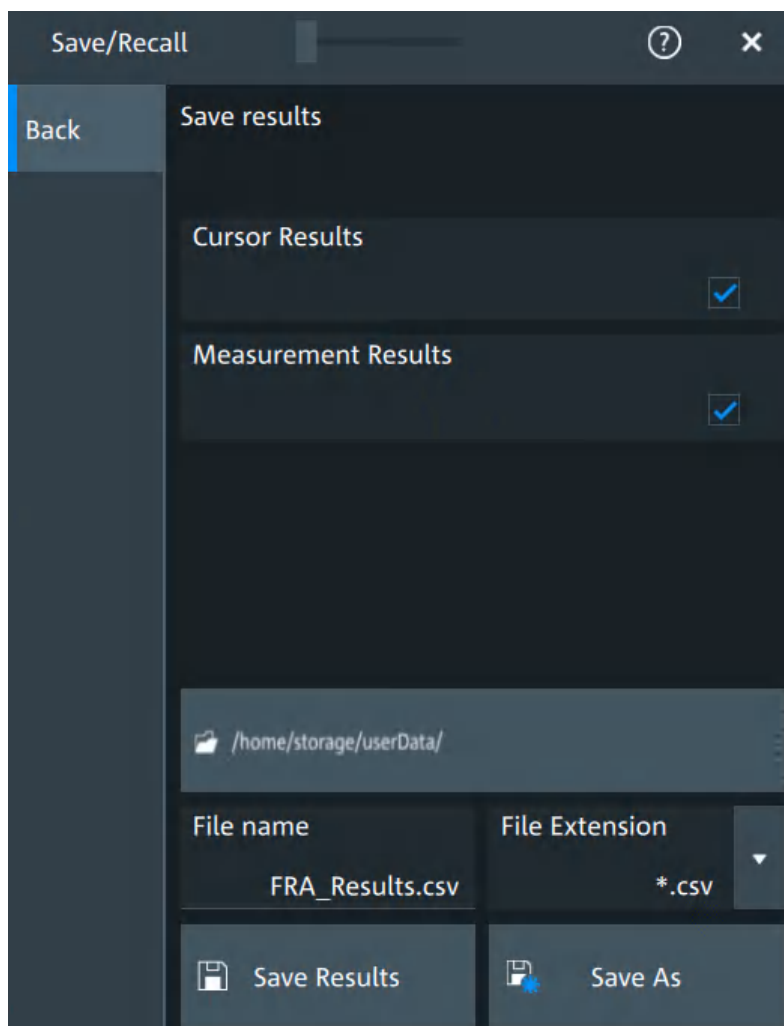 Save/Recall
Back
Save results
Cursor Results
Measurement Results
/home/storage/userData/
File name
File Extension
FRA_Results.csv
*.csv
Save Results
Save As